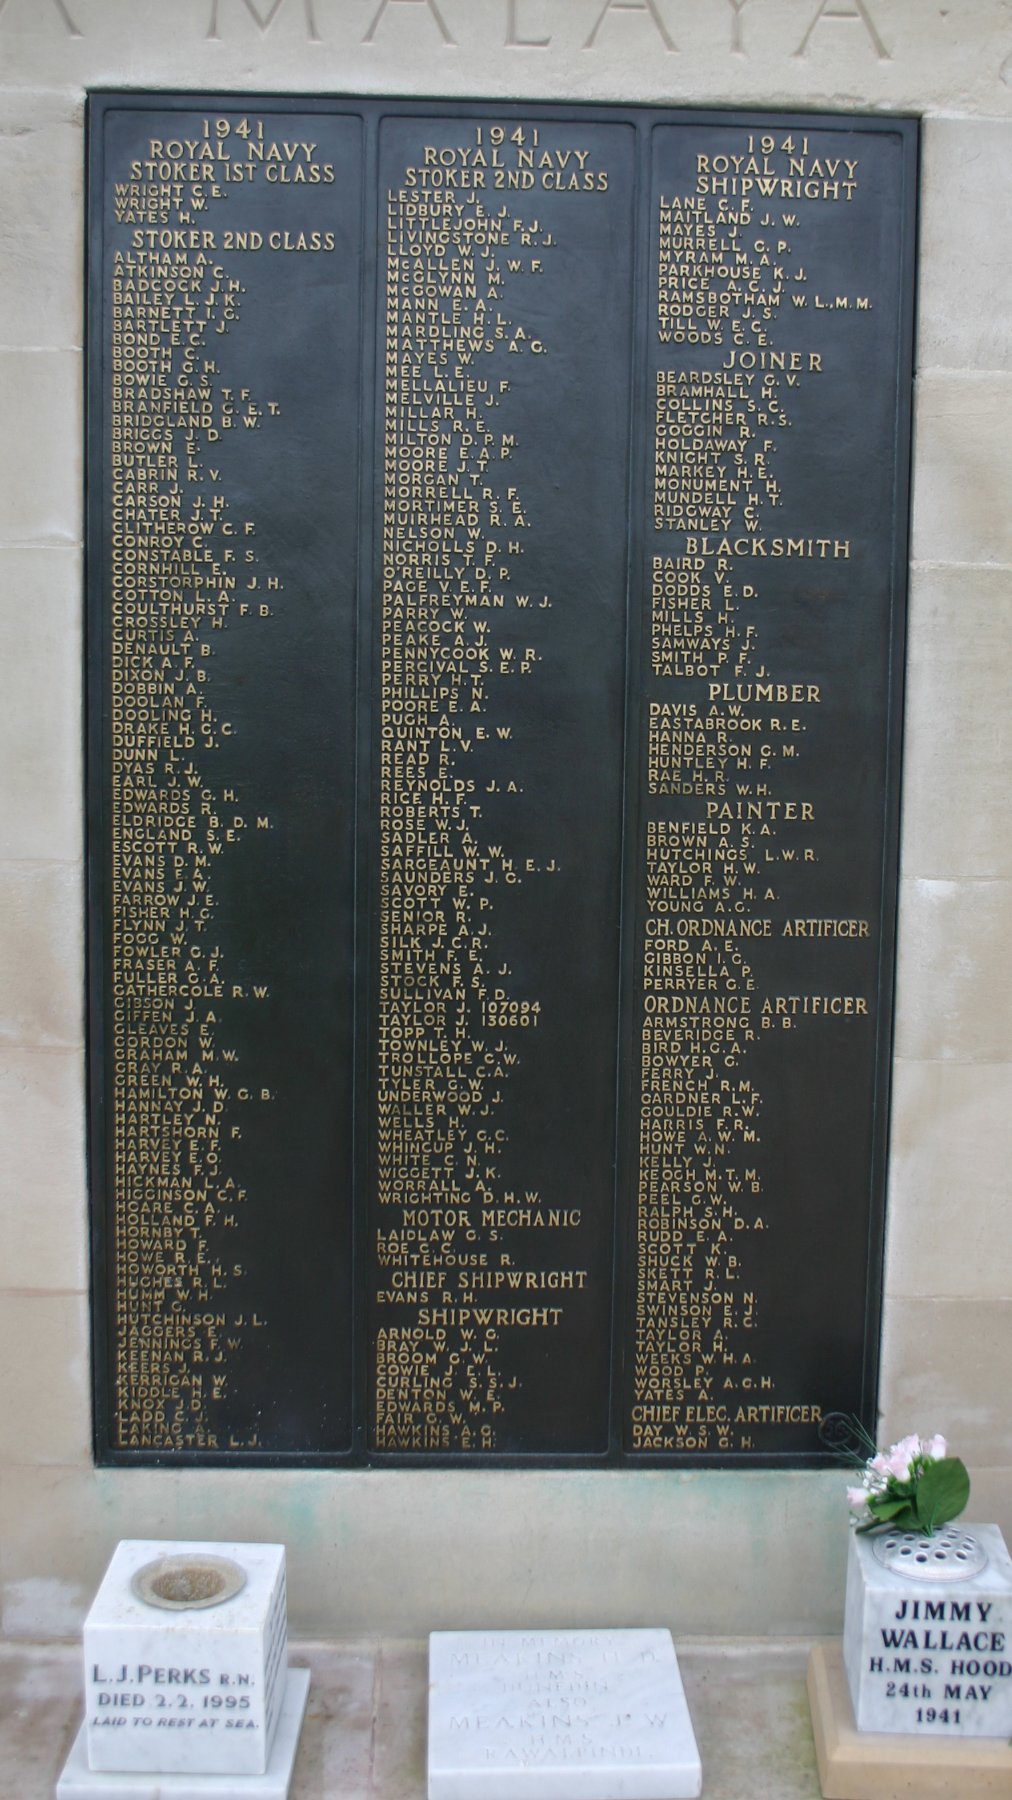 MALAYA
1941
ROYAL NAVY
STOKER 1ST CLASS
WRIGHT C. E.
WRIGHT W.
YATES H.
STOKER 2ND CLASS
ALTHAM A.
ATKINSON C.
BADCOCK J. H.
BAILEY L. J. K.
BARNETT I. G.
BARTLETT J.
BOND E. C.
BOOTH C.
BOOTH G. H.
BOWIE G. S.
BRADSHAW T. F.
BRANFIELD G. E. T.
BRIDGLAND B. W.
BRIGGS J. D.
BROWN E.
BUTLER L.
CABRIN R. V.
CARR J.
CARSON J. H.
CHATER J. T.
CLITHEROW C. F.
CONROY C.
CONSTABLE F. S.
CORNHILL E.
CORSTORPHIN J. H.
COTTON L. A.
COULTHURST F. B.
CROSSLEY H.
CURTIS A.
DENAULT B.
DICK A. F.
DIXON J. B.
DOBBIN A.
DOOLAN F.
DOOLING H.
DRAKE H. C. C.
DUFFIELD J.
DUNN L.
DYAS R. J.
EARL J. W.
EDWARDS G. H.
EDWARDS R.
ELDRIDGE B. D. M.
ENGLAND S. E.
ESCOTT R. W.
EVANS D. M.
EVANS E. A.
EVANS J. W.
FARROW J. E.
FISHER H. G.
FLYNN J. T.
FOGG W.
FOWLER G. J.
FRASER A. F.
FULLER G. A.
GATHERCOLE R. W.
GIBSON J.
GIFFEN J. A.
GLEAVES E.
GORDON W.
GRAHAM M. W.
GRAY R. A.
GREEN W. H.
HAMILTON W. G. B.
HANNAY J. D.
HARTLEY N.
HARTSHORN F.
HARVEY E. F.
HARVEY E. O.
HAYNES F. J.
HICKMAN L. A.
HIGGINSON C. F.
HOARE C. A.
HOLLAND F. H.
HORNBY T.
HOWARD F.
HOWE R. E.
HOWORTH H. S.
HUGHES R. L.
HUMM W. H.
HUNT G.
HUTCHINSON J. L.
JAGGERS E.
JENNINGS F. W.
KEENAN R. J.
KEERS J.
KERRIGAN W.
KIDDLE H. E.
KNOX J. D.
LADD C. J.
LAKING A.
LANCASTER L. J.
1941
ROYAL NAVY
STOKER 2ND CLASS
LESTER J.
LIDBURY E. J.
LITTLEJOHN F. J.
LIVINGSTONE R. J.
LLOYD W. J.
McALLEN J. W. F.
McGLYNN M.
McGOWAN A.
MANN E. A.
MANTLE H. L.
MARDLING S. A.
MATTHEWS A. G.
MAYES W.
MEE L. E.
MELLALIEU F.
MELVILLE J.
MILLAR H.
MILLS R. E.
MILTON D. P. M.
MOORE E. A. P.
MOORE J. T.
MORGAN T.
MORRELL R. F.
MORTIMER S. E.
MUIRHEAD R. A.
NELSON W.
NICHOLLS D. H.
NORRIS T. F.
O'REILLY D. P.
PAGE V. E. F.
PALFREYMAN W. J.
PARRY W.
PEACOCK W.
PEAKE A. J.
PENNYCOOK W. R.
PERCIVAL S. E. P.
PERRY H. T.
PHILLIPS N.
POORE E. A.
PUGH A.
QUINTON E. W.
RANT L. V.
READ R.
REES E.
REYNOLDS J. A.
RICE H. F.
ROBERTS T.
ROSE W. J.
SADLER A.
SAFFILL W. W.
SARGEAUNT H. E. J.
SAUNDERS J. G.
SAVORY E.
SCOTT W. P.
SENIOR R.
SHARPE A. J.
SILK J. C. R.
SMITH F. E.
STEVENS A. J.
STOCK F. S.
SULLIVAN F. D.
TAYLOR J. 107094
TAYLOR J. 130601
TOPP T. H.
TOWNLEY W. J.
TROLLOPE G. W.
TUNSTALL C. A.
TYLER G. W.
UNDERWOOD J.
WALLER W. J.
WELLS H.
WHEATLEY G. C.
WHINCUP J. H.
WHITE C. N.
WIGGETT J. K.
WORRALL A.
WRIGHTING D. H. W.
MOTOR MECHANIC
LAIDLAW G. S.
ROE C. C.
WHITEHOUSE R.
CHIEF SHIPWRIGHT
EVANS R. H.
SHIPWRIGHT
ARNOLD W. G.
BRAY W. J. L.
BROOM G. W.
COWIE J. E. L.
CURLING S. S. J.
DENTON W. E.
EDWARDS M. P.
FAIR G. W.
HAWKINS A. G.
HAWKINS E. H.
1941
ROYAL NAVY
SHIPWRIGHT
LANE C. F.
MAITLAND J. W.
MAYES J.
MURRELL G. P.
MYRAM M. A.
PARKHOUSE K. J.
PRICE A. C. J.
RAMSBOTHAM W. L., M. M.
RODGER J. S.
TILL W. E. C.
WOODS C. E.
JOINER
BEARDSLEY G. V.
BRAMHALL H.
COLLINS S. C.
FLETCHER R. S.
GOGGIN R.
HOLDAWAY F.
KNIGHT S. R.
MARKEY H. E.
MONUMENT H.
MUNDELL H. T.
RIDGWAY C.
STANLEY W.
BLACKSMITH
BAIRD R.
COOK V.
DODDS E. D.
FISHER L.
MILLS H.
PHELPS H. F.
SAMWAYS J.
SMITH P. F.
TALBOT F. J.
PLUMBER
DAVIS A. W.
EASTABROOK R. E.
HANNA R.
HENDERSON G. M.
HUNTLEY H. F.
RAE H. R.
SANDERS W. H.
PAINTER
BENFIELD K. A.
BROWN A. S.
HUTCHINGS L. W. R.
TAYLOR H. W.
WARD F. W.
WILLIAMS H. A.
YOUNG A. G.
CH. ORDNANCE ARTIFICER
FORD A. E.
GIBBON I. G.
KINSELLA P.
PERRYER G. E.
ORDNANCE ARTIFICER
ARMSTRONG B. B.
BEVERIDGE R.
BIRD H. G. A.
BOWYER G.
FERRY J.
FRENCH R. M.
GARDNER L. F.
GOULDIE R. W.
HARRIS F. R.
HOWE A. W. M.
HUNT W. N.
KELLY J.
KEOGH M. T. M.
PEARSON W. B.
PEEL G. W.
RALPH S. H.
ROBINSON D. A.
RUDD E. A.
SCOTT K.
SHUCK W. B.
SKETT R. L.
SMART J.
STEVENSON N.
SWINSON E. J.
TANSLEY R. C.
TAYLOR A.
TAYLOR H.
WEEKS W. H. A.
WOOD P.
WORSLEY A. G. H.
YATES A.
CHIEF ELEC. ARTIFICER
DAY W. S. W.
JACKSON G. H.
L. J. PERKS R.N.
DIED 2. 2. 1995
LAID TO REST AT SEA.
IN MEMORY
MEAKINS H. D.
H.M.S.
DUNEDIN
ALSO
MEAKINS J. W
H.M.S
RAWALPINDI.
JIMMY
WALLACE
H.M.S. HOOD
24th MAY
1941